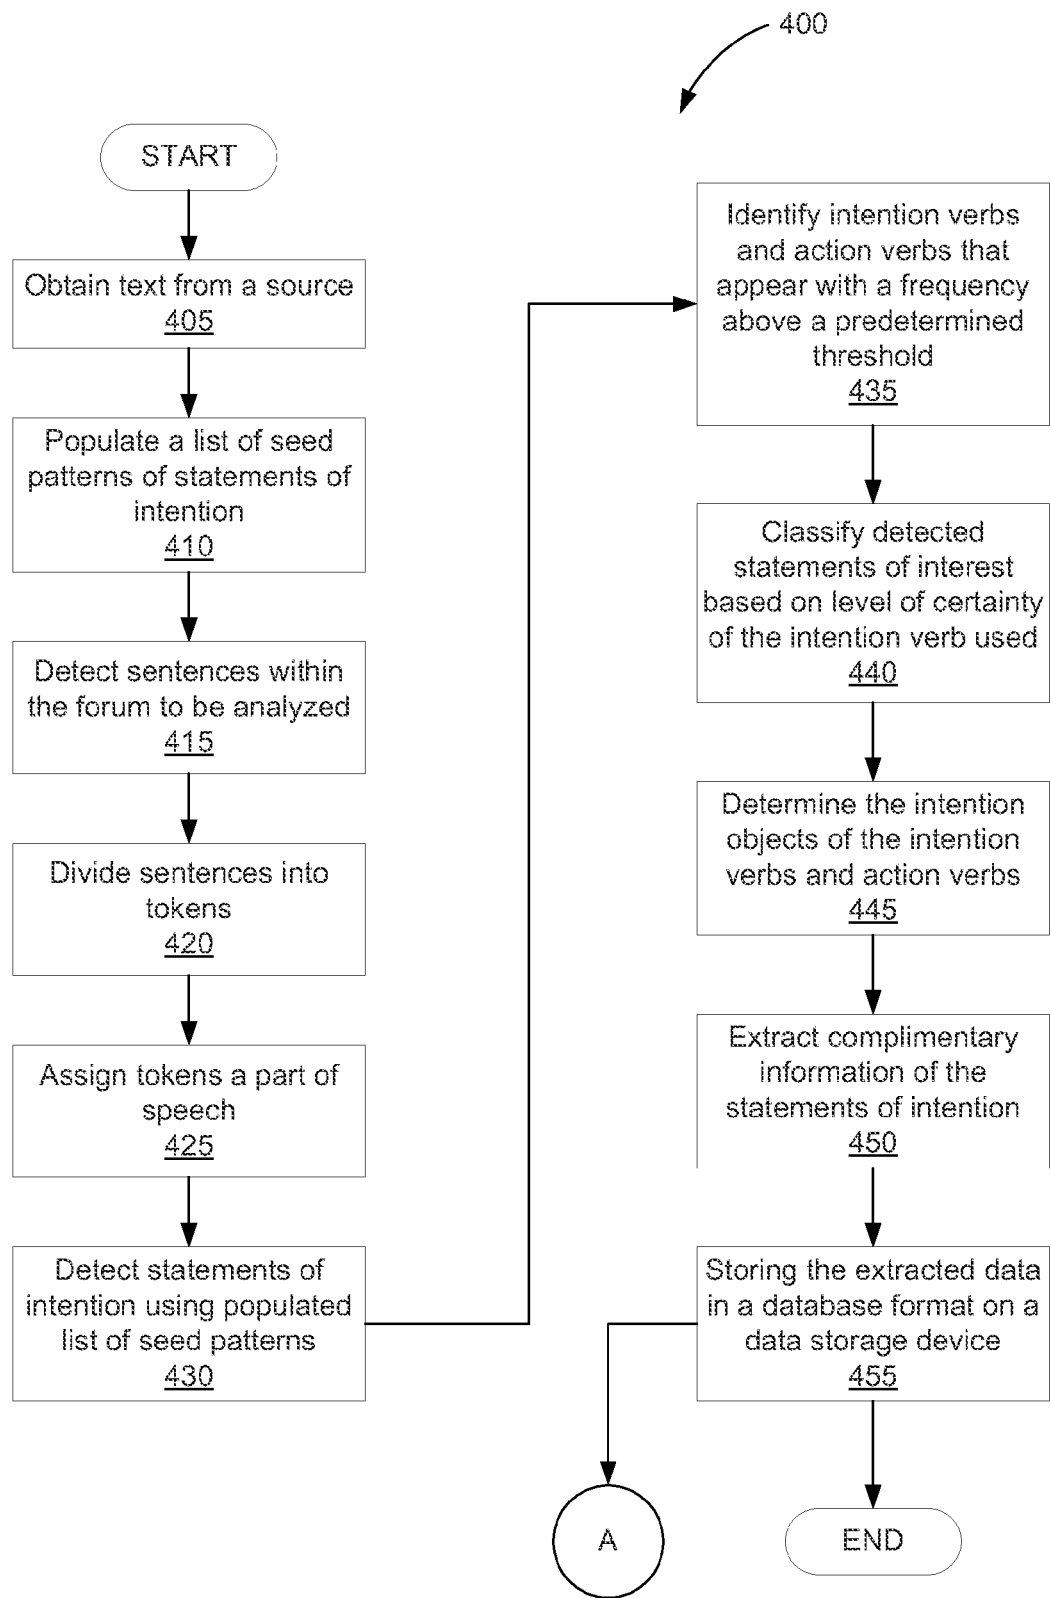 400
START
Obtain text from a source
405
Populate a list of seed
patterns of statements of
intention
410
Detect sentences within
the forum to be analyzed
415
Divide sentences into
tokens
420
Assign tokens a part of
speech
425
Detect statements of
intention using populated
list of seed patterns
430
Identify intention verbs
and action verbs that
appear with a frequency
above a predetermined
threshold
435
Classify detected
statements of interest
based on level of certainty
of the intention verb used
440
Determine the intention
objects of the intention
verbs and action verbs
445
Extract complimentary
information of the
statements of intention
450
Storing the extracted data
in a database format on a
data storage device
455
A
END